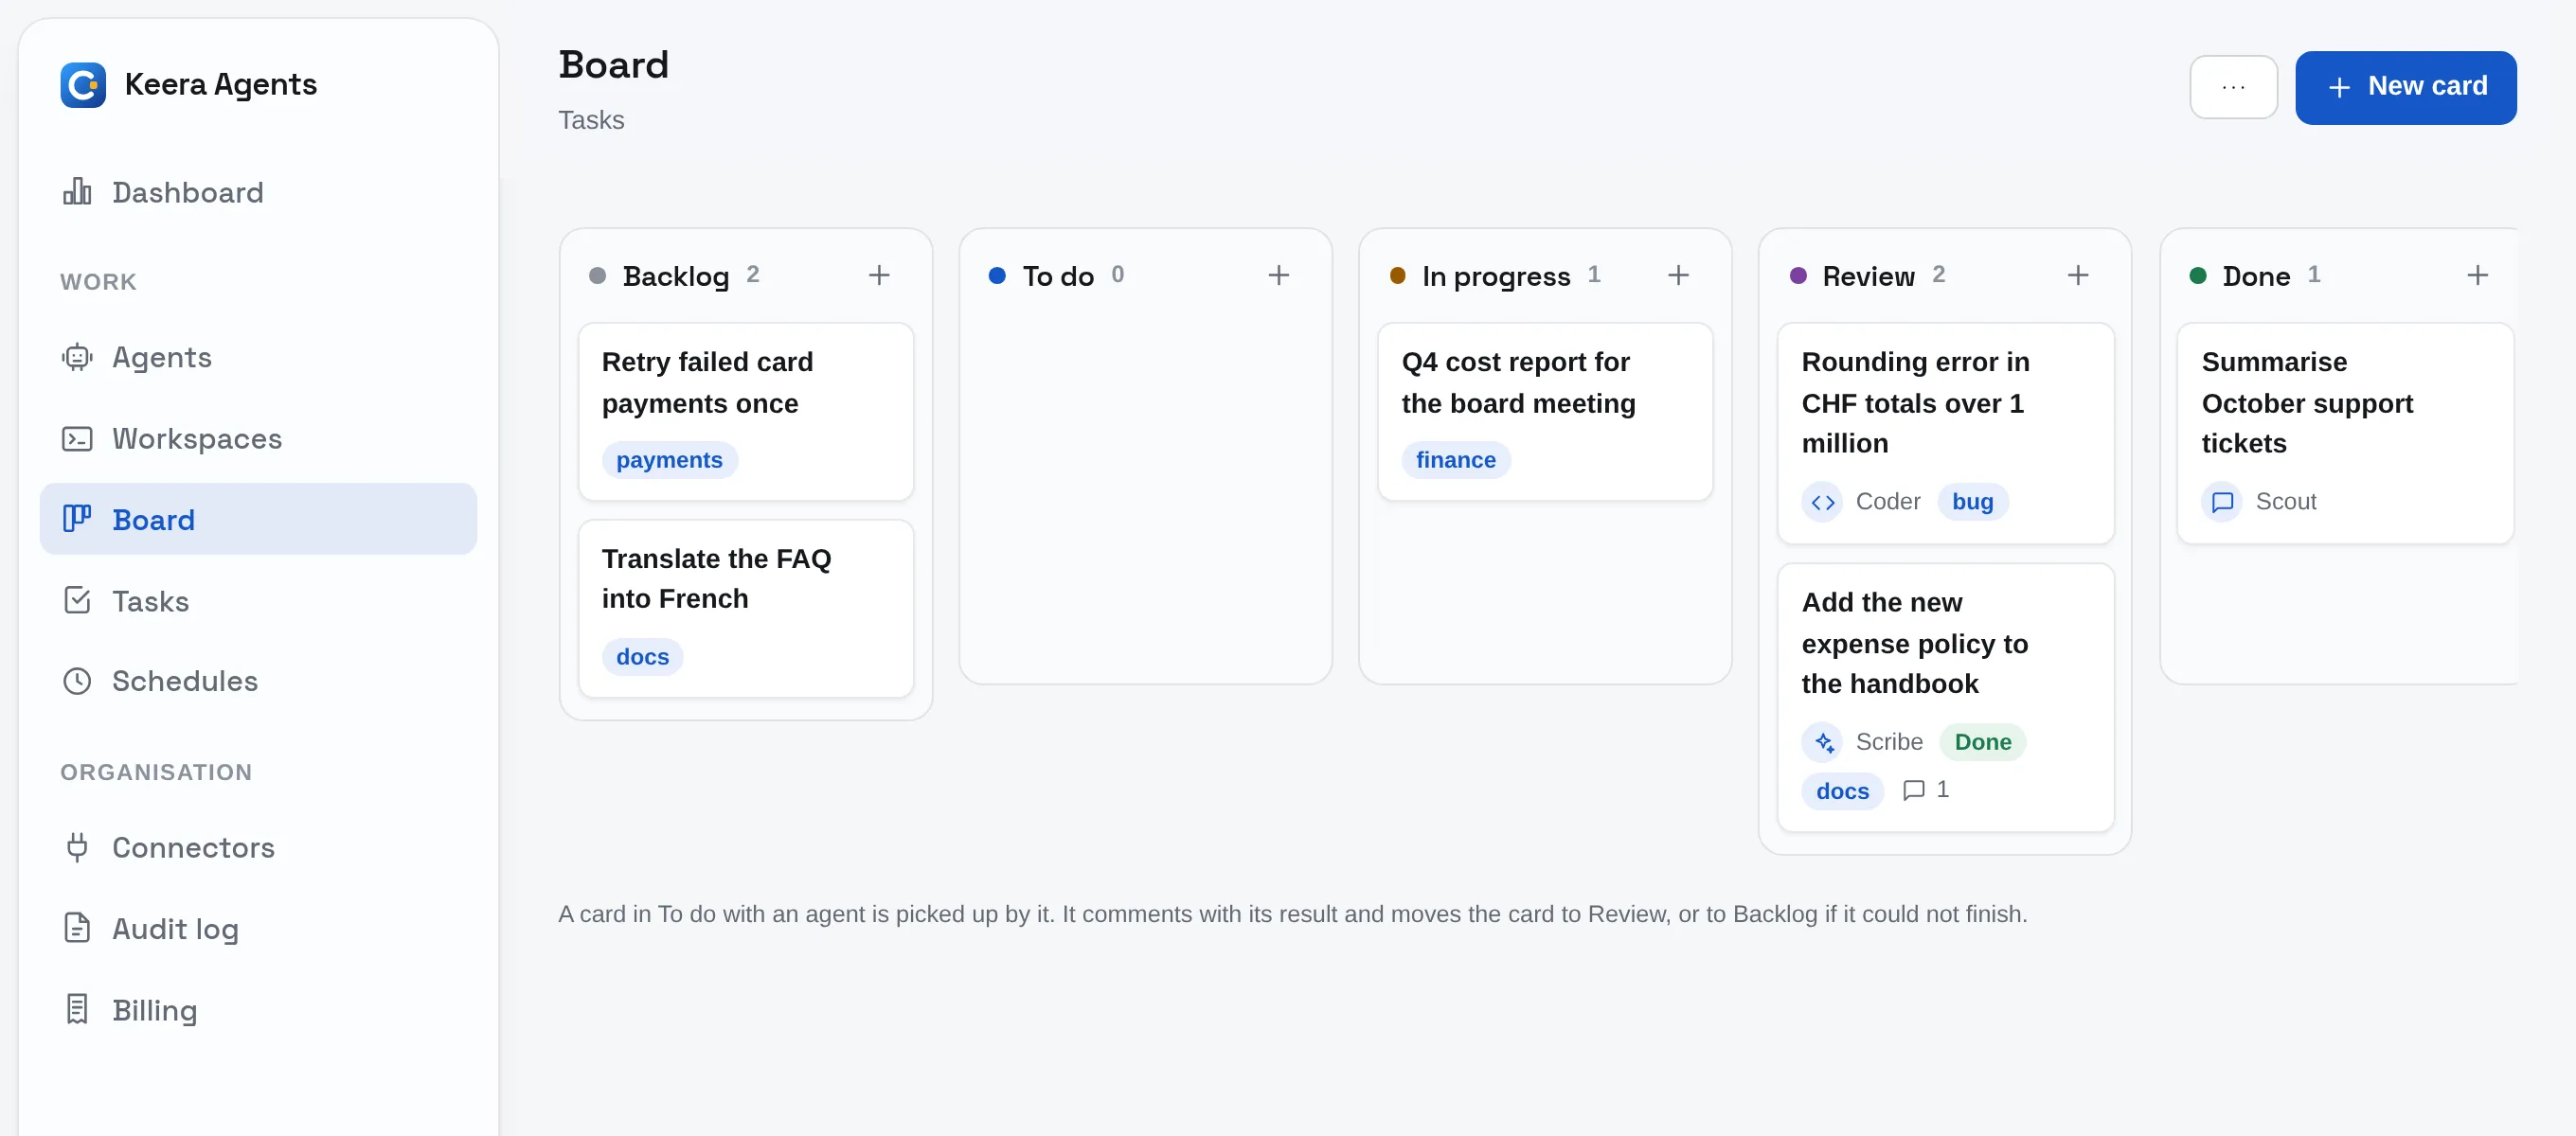 Keera Agents
Dashboard
WORK
Agents
Workspaces
Board
Tasks
Schedules
ORGANISATION
Connectors
Audit log
Billing
Board
Tasks
...
New card
Backlog 2
Retry failed card
payments once
payments
Translate the FAQ
into French
docs
To do 0
In progress 1
Q4 cost report for
the board meeting
finance
Review 2
Rounding error in
CHF totals over 1
million
Coder bug
Add the new
expense policy to
the handbook
Scribe Done
docs 1
Done 1
Summarise
October support
tickets
Scout
A card in To do with an agent is picked up by it. It comments with its result and moves the card to Review, or to Backlog if it could not finish.